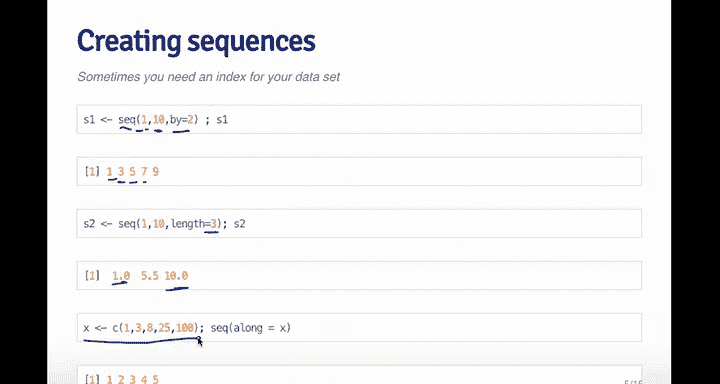 Creating sequences
Sometimes you need an index for your data set
s1 <- seq(1,10,by=2) ; s1
[1] 1 3 5 7 9
s2 <- seq(1,10,length=3); s2
[1] 1.0 5.5 10.0
x <- c(1,3,8,25,100); seq(along = x)
[1] 1 2 3 4 5